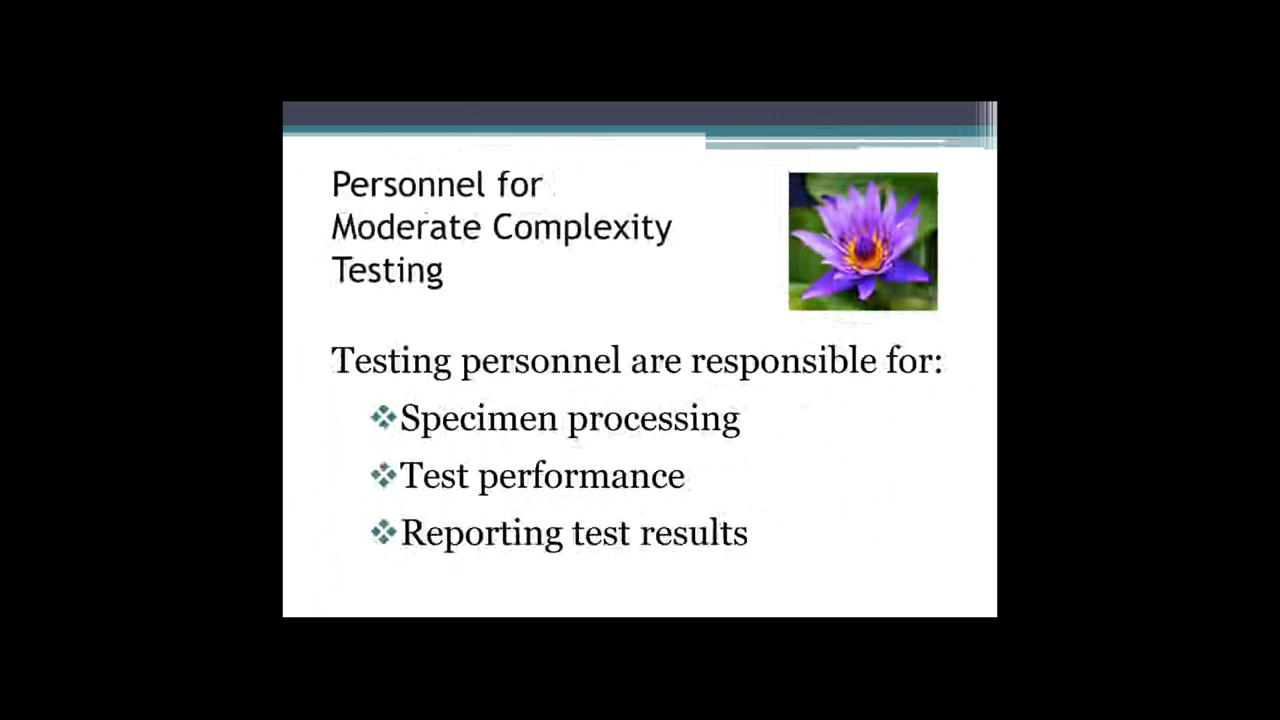 Personnel for
Moderate Complexity
Testing
Testing personnel are responsible for:
Specimen processing
Test performance
Reporting test results